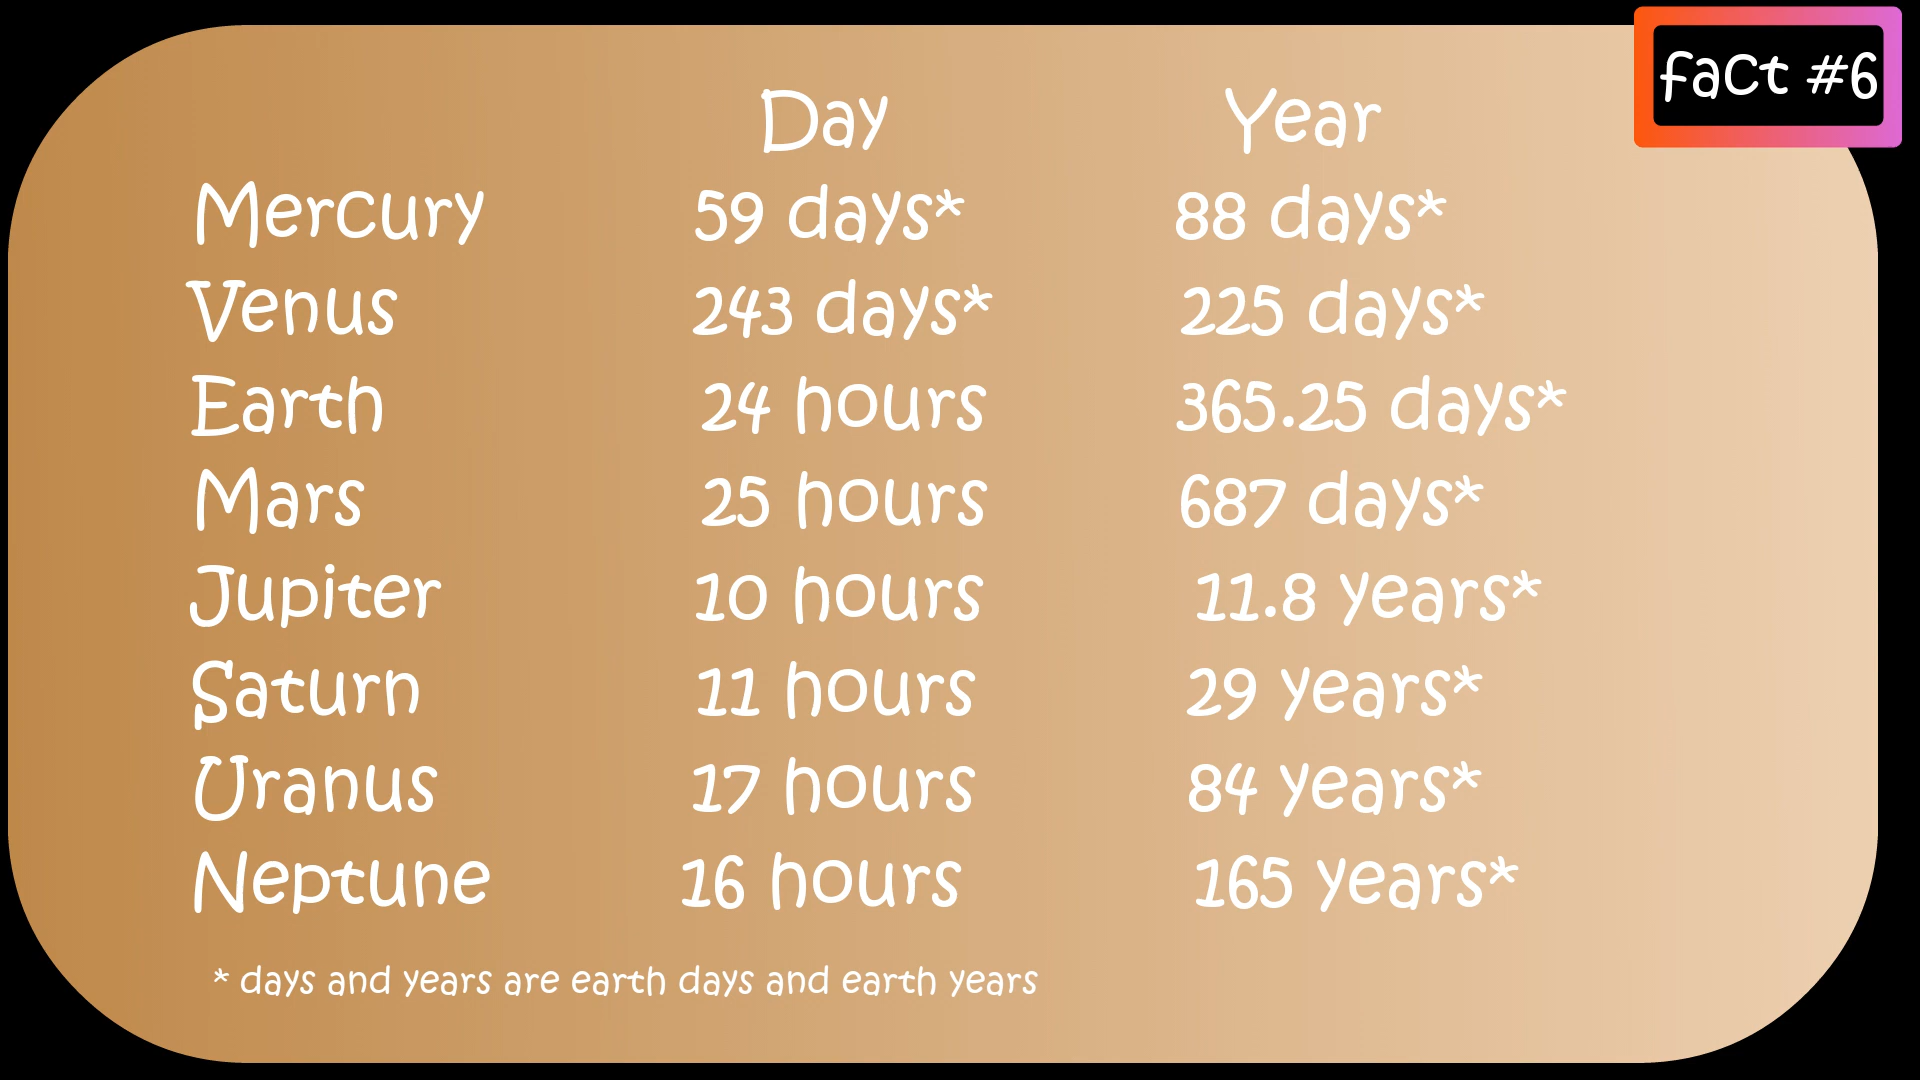 faCt #6
Day Year
Mercury 59 days* 88 days*
Venus 243 days* 225 days*
Earth 24 hours 365.25 days*
Mars 25 hours 687 days*
Jupiter 10 hours 11.8 years*
Saturn 11 hours 29 years*
Uranus 17 hours 84 years*
Neptune 16 hours 165 years*
* days and years are earth days and earth years